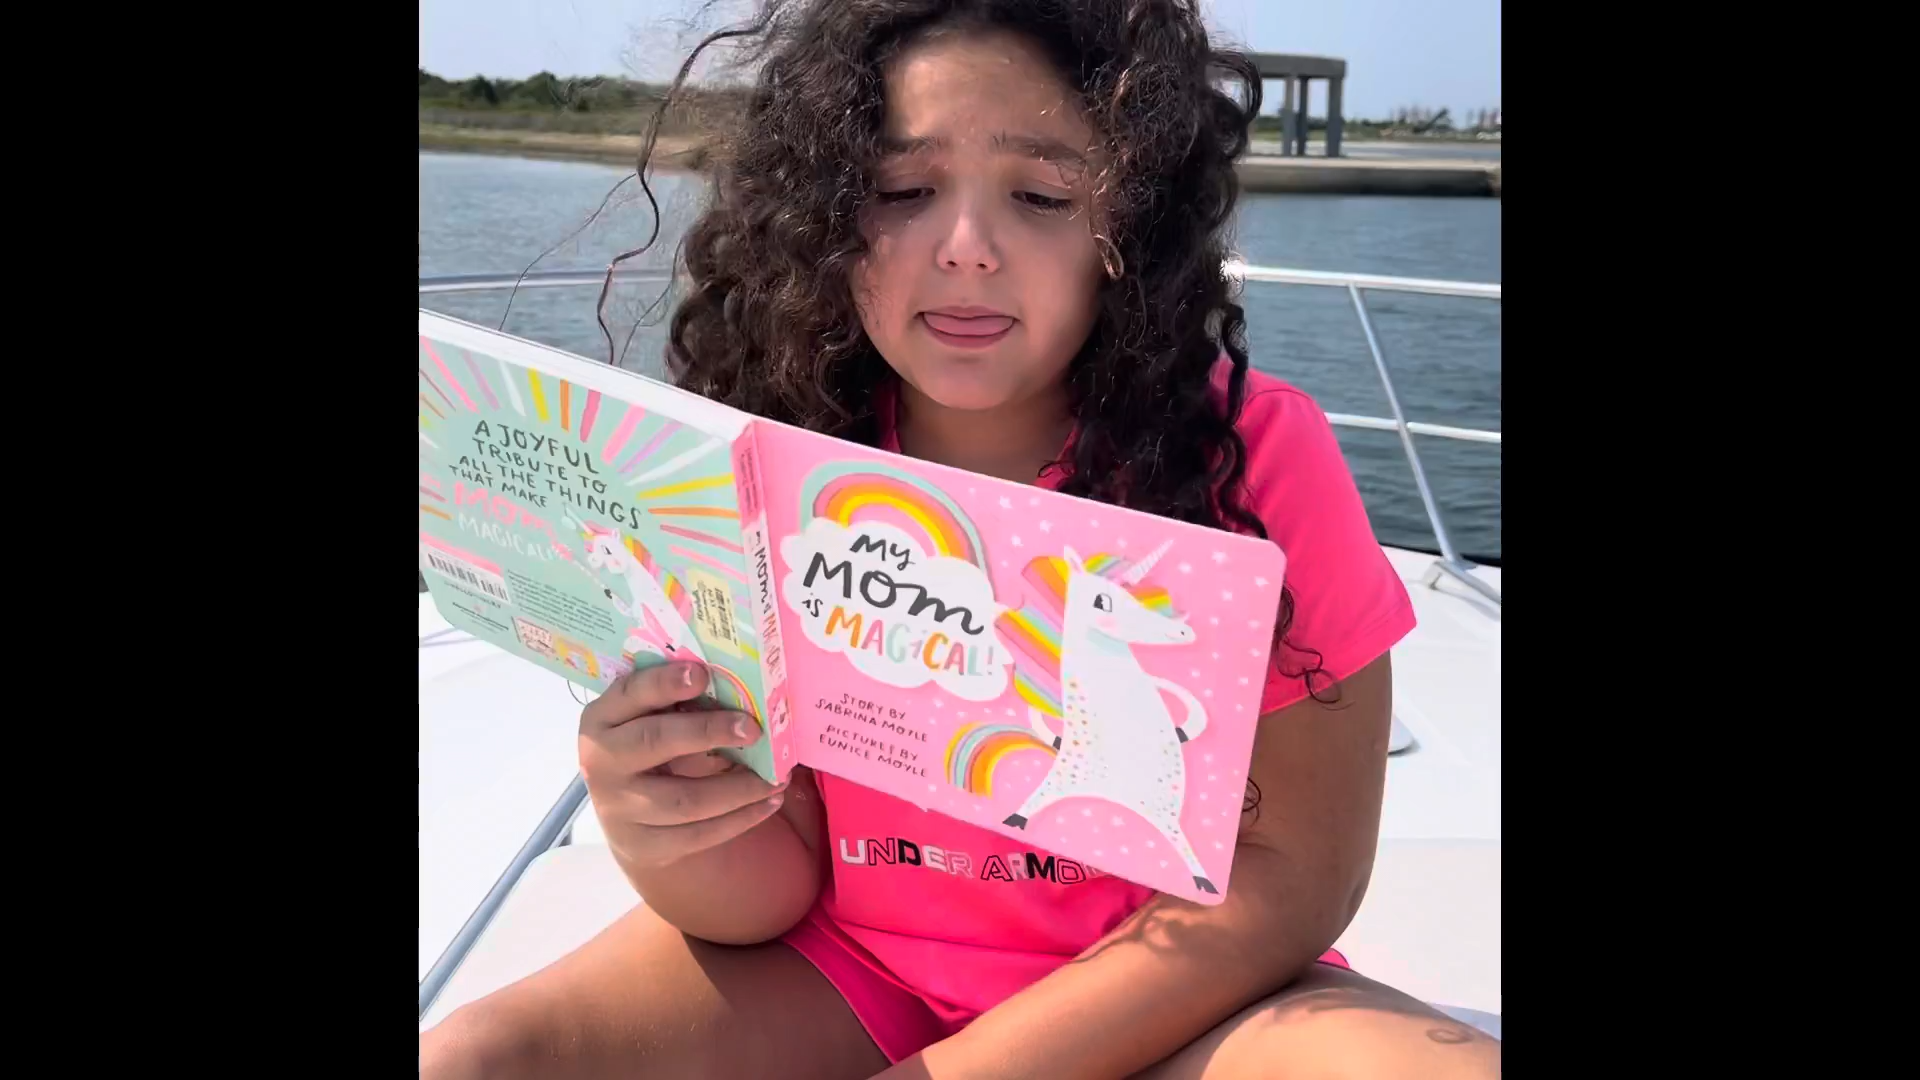 A JOYFUL
TRIBUTE TO
ALL THE THINGS
THAT MAKE
MOM
MAGICAL!
MY MOM is MAGICAL!
MY
MOM
is MAGiCAL!
STORY BY
SABRINA MOYLE
PICTURES BY
EUNICE MOYLE
UNDER ARMO